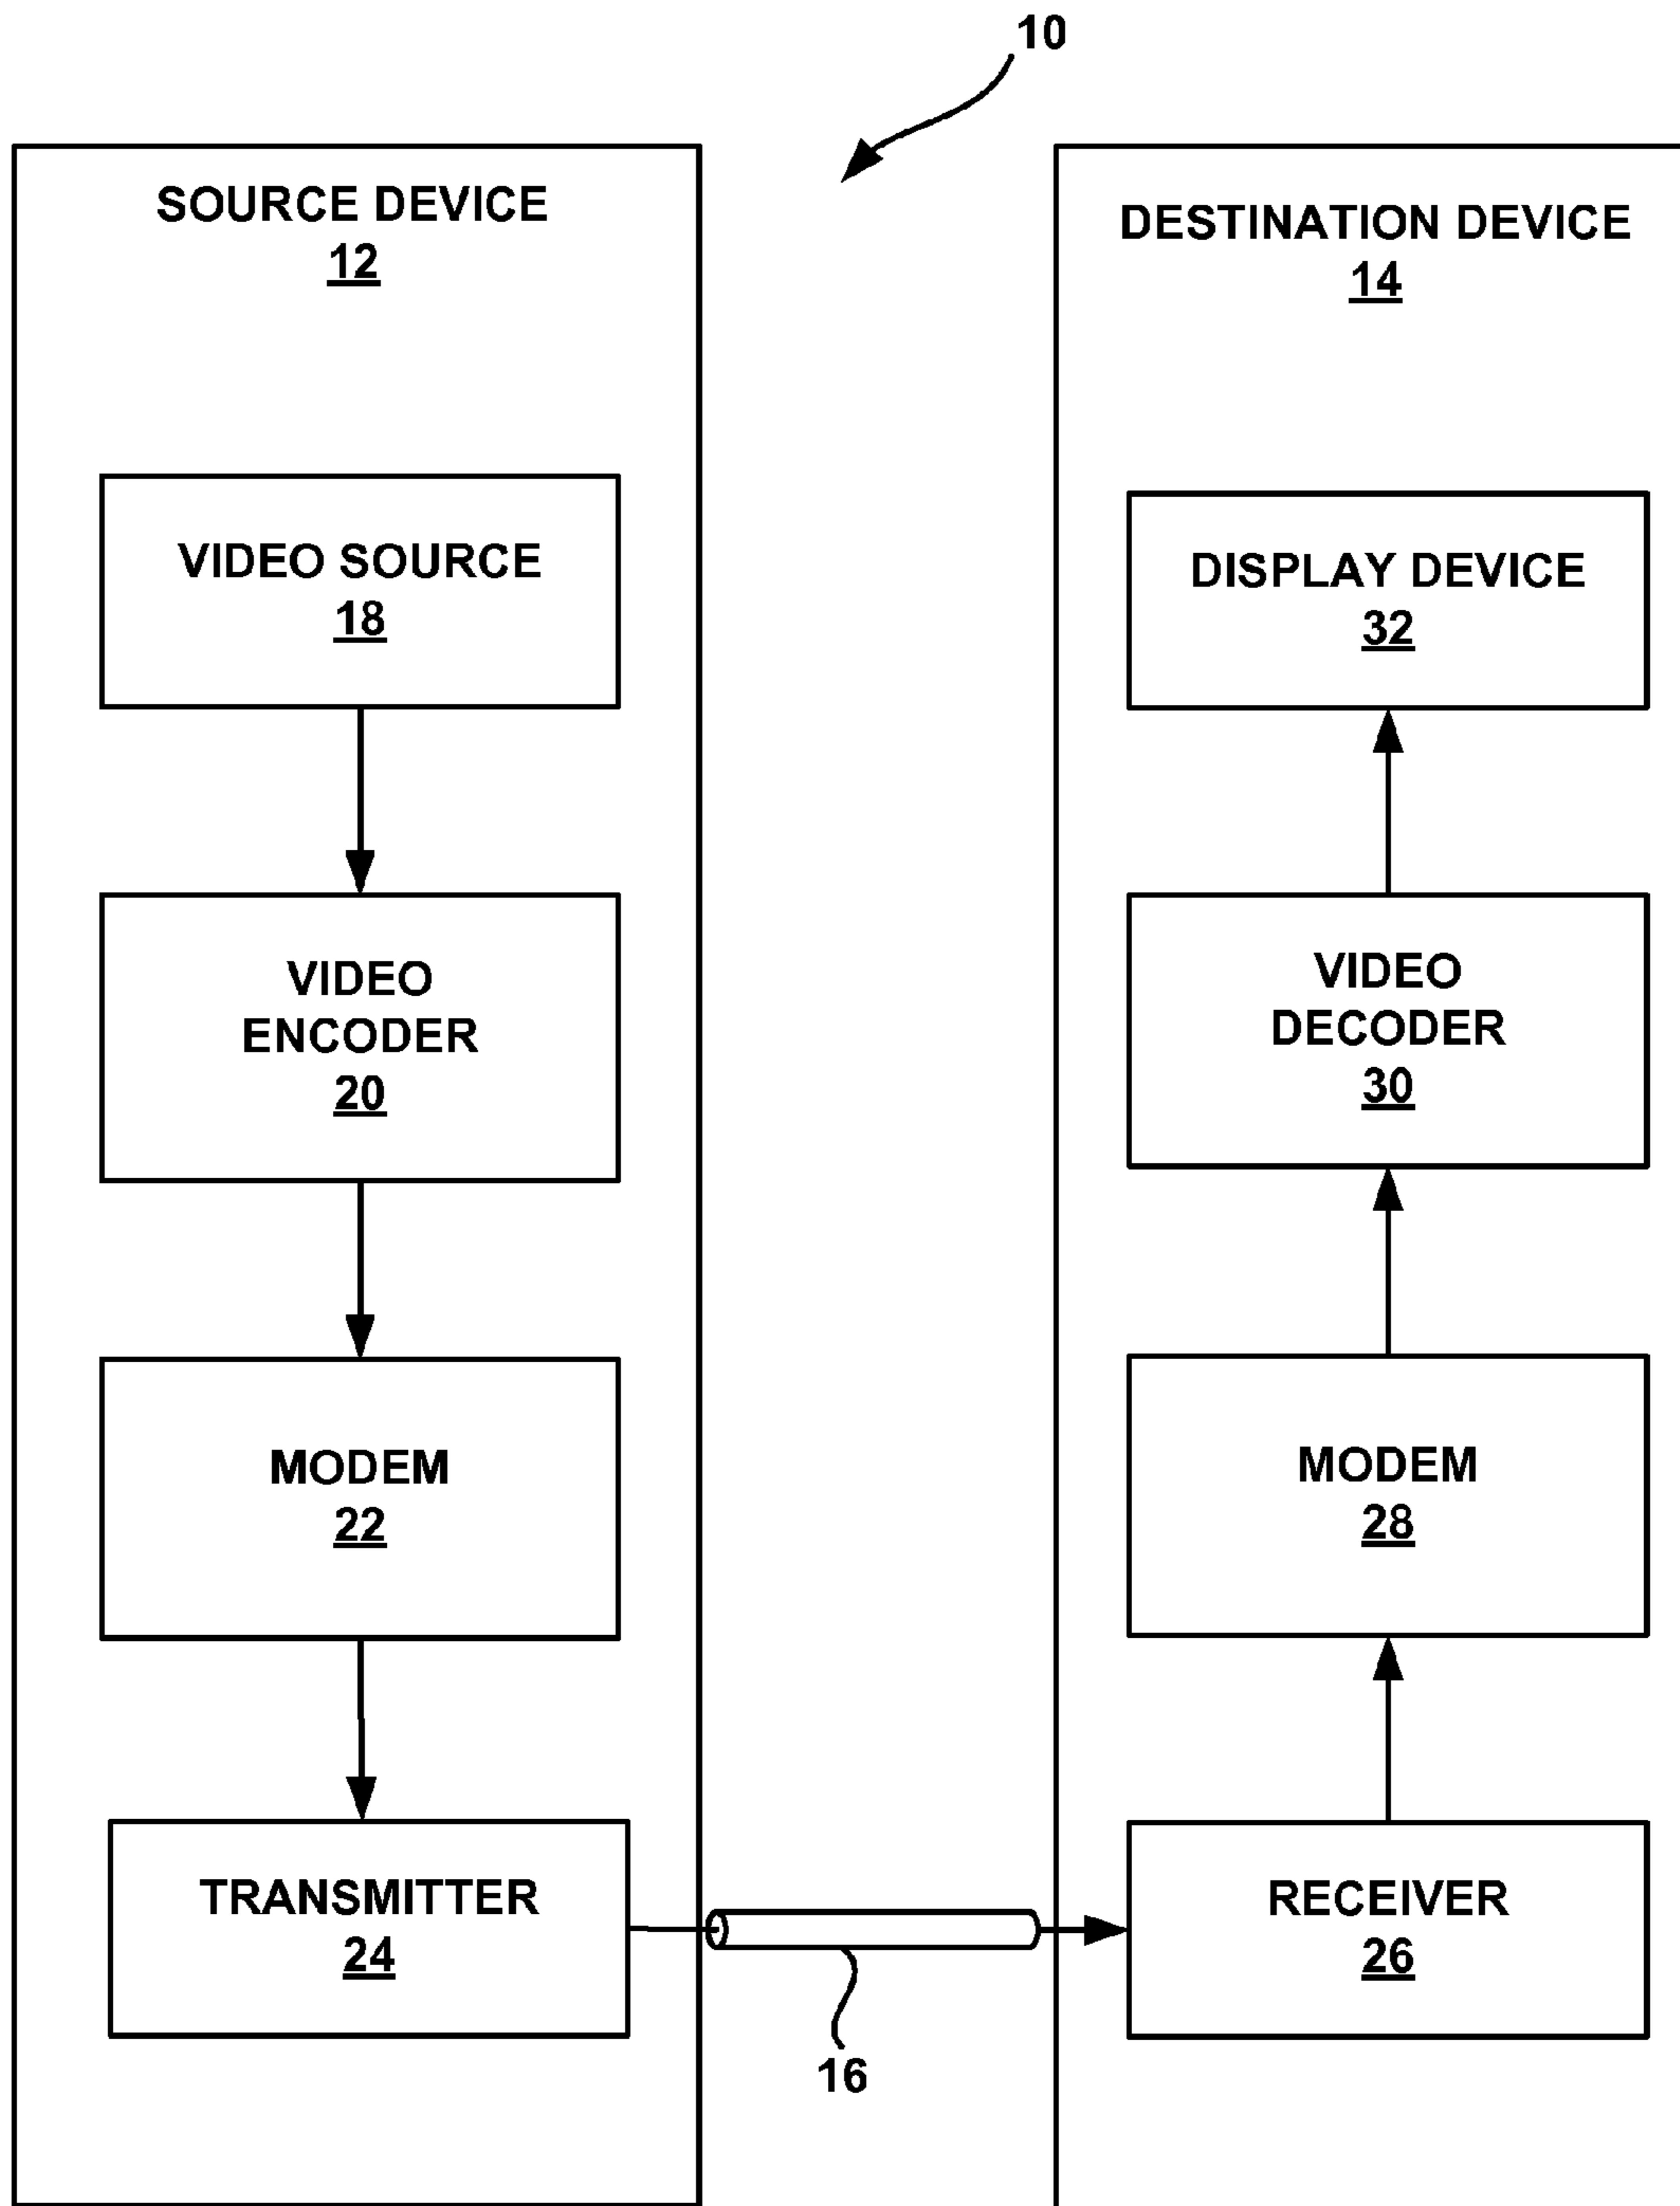 10
SOURCE DEVICE
12
VIDEO SOURCE
18
VIDEO
ENCODER
20
MODEM
22
TRANSMITTER
24
16
DESTINATION DEVICE
14
DISPLAY DEVICE
32
VIDEO
DECODER
30
MODEM
28
RECEIVER
26